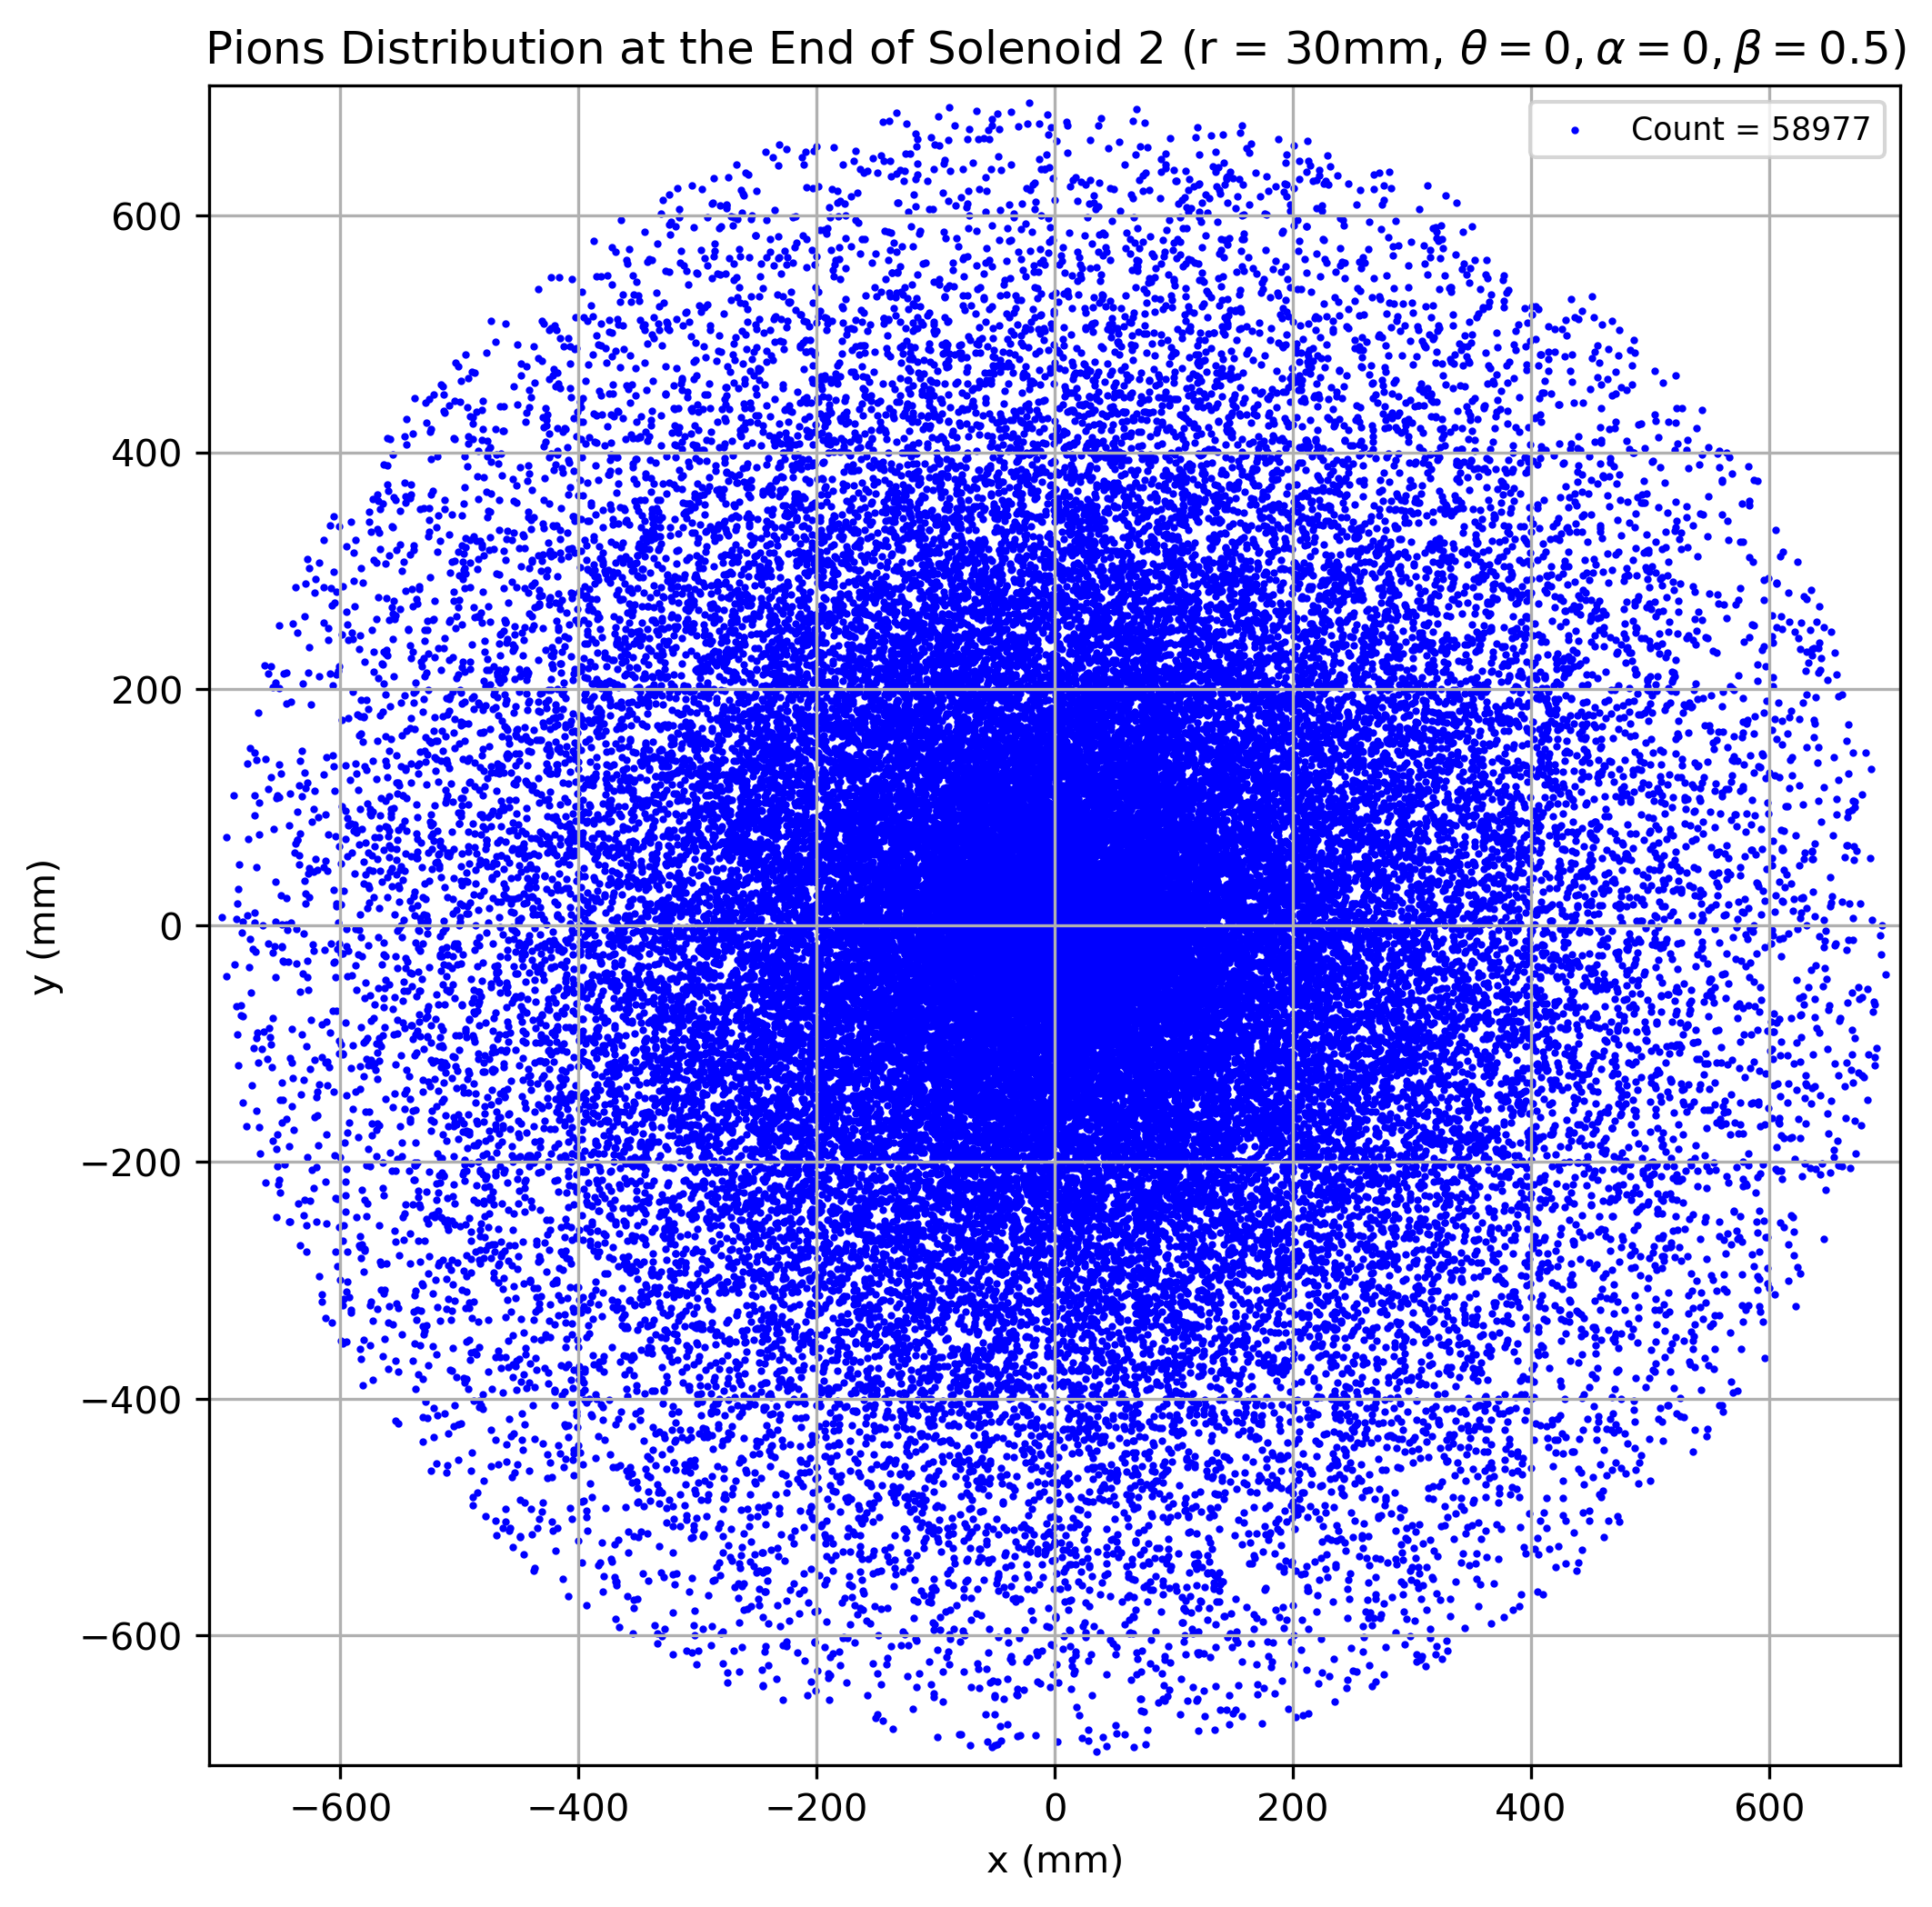 Pions Distribution at the End of Solenoid 2 (r = 30mm, θ = 0, α = 0, β = 0.5)
Count = 58977
600
400
200
0
−200
−400
−600
y (mm)
−600 −400 −200 0 200 400 600
x (mm)